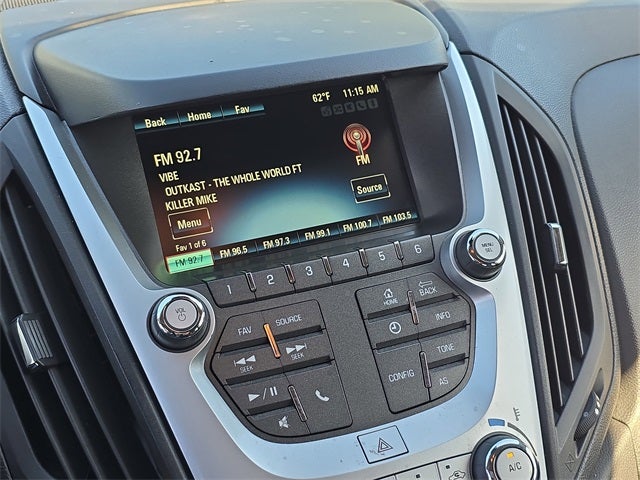 62°F 11:15 AM
Back Home Fav
FM 92.7
VIBE
OUTKAST - THE WHOLE WORLD FT
KILLER MIKE
FM
Source
Menu
Fav 1 of 6
FM 92.7 FM 96.5 FM 97.3 FM 99.1 FM 100.7 FM 103.5
1 2 3 4 5 6
VOL
MENU
SEL
HOME BACK
FAV SOURCE
INFO
SEEK SEEK
TONE
CONFIG
AS
A/C